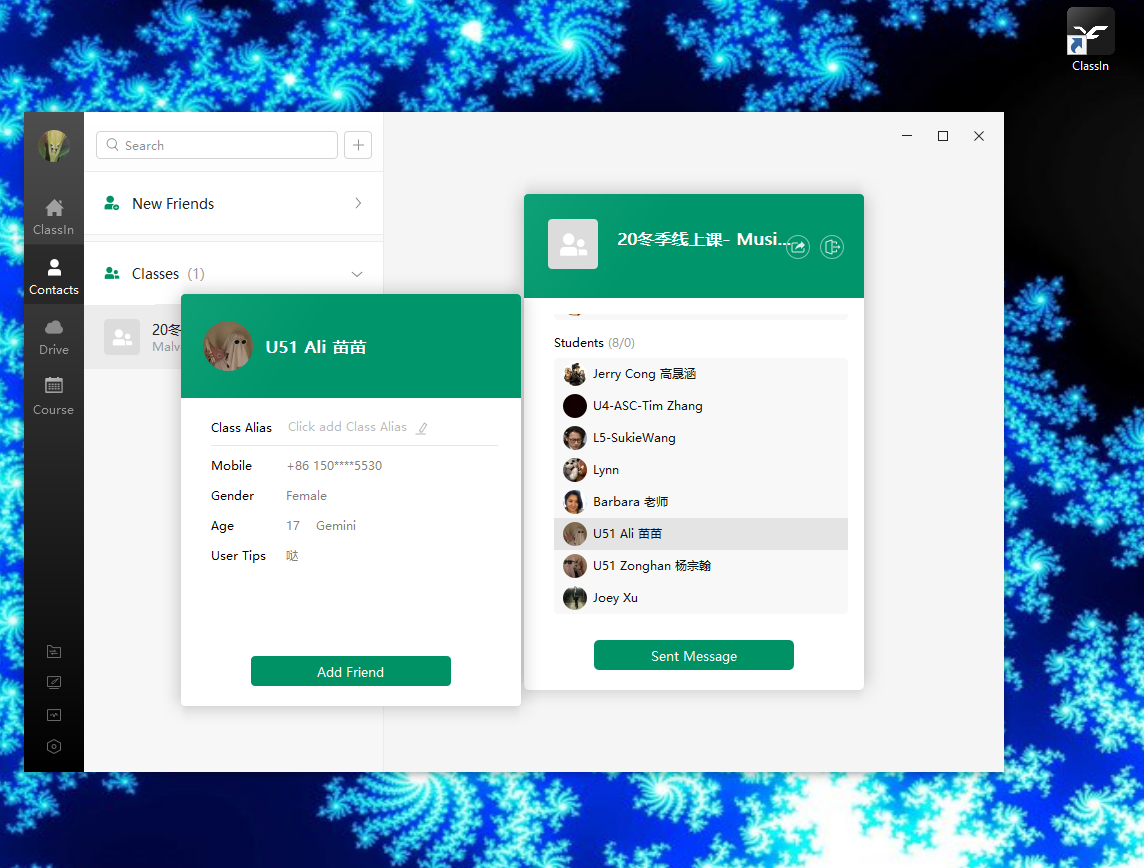 ClassIn
Search
New Friends
ClassIn
Classes (1)
Contacts
20冬
Malv
Drive
Course
U51 Ali 苗苗
Class Alias Click add Class Alias
Mobile +86 150****5530
Gender Female
Age 17 Gemini
User Tips 哒
Add Friend
20冬季线上课- Musi...
Students (8/0)
Jerry Cong 高晟涵
U4-ASC-Tim Zhang
L5-SukieWang
Lynn
Barbara 老师
U51 Ali 苗苗
U51 Zonghan 杨宗翰
Joey Xu
Sent Message